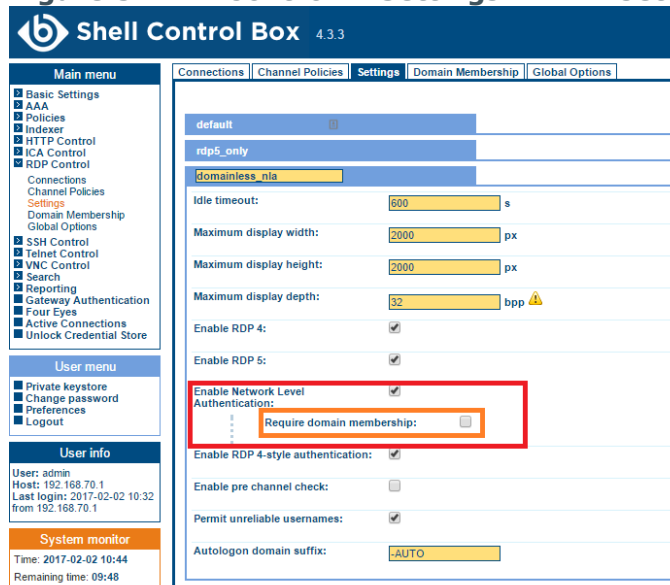 Shell Control Box 4.3.3
Main menu
Basic Settings
AAA
Policies
Indexer
HTTP Control
ICA Control
RDP Control
Connections
Channel Policies
Settings
Domain Membership
Global Options
SSH Control
Telnet Control
VNC Control
Search
Reporting
Gateway Authentication
Four Eyes
Active Connections
Unlock Credential Store
User menu
Private keystore
Change password
Preferences
Logout
User info
User: admin
Host: 192.168.70.1
Last login: 2017-02-02 10:32
from 192.168.70.1
System monitor
Time: 2017-02-02 10:44
Remaining time: 09:48
Connections Channel Policies Settings Domain Membership Global Options
default
rdp5_only
domainless_nla
Idle timeout: 600 s
Maximum display width: 2000 px
Maximum display height: 2000 px
Maximum display depth: 32 bpp
Enable RDP 4:
Enable RDP 5:
Enable Network Level
Authentication:
Require domain membership:
Enable RDP 4-style authentication:
Enable pre channel check:
Permit unreliable usernames:
Autologon domain suffix: -AUTO